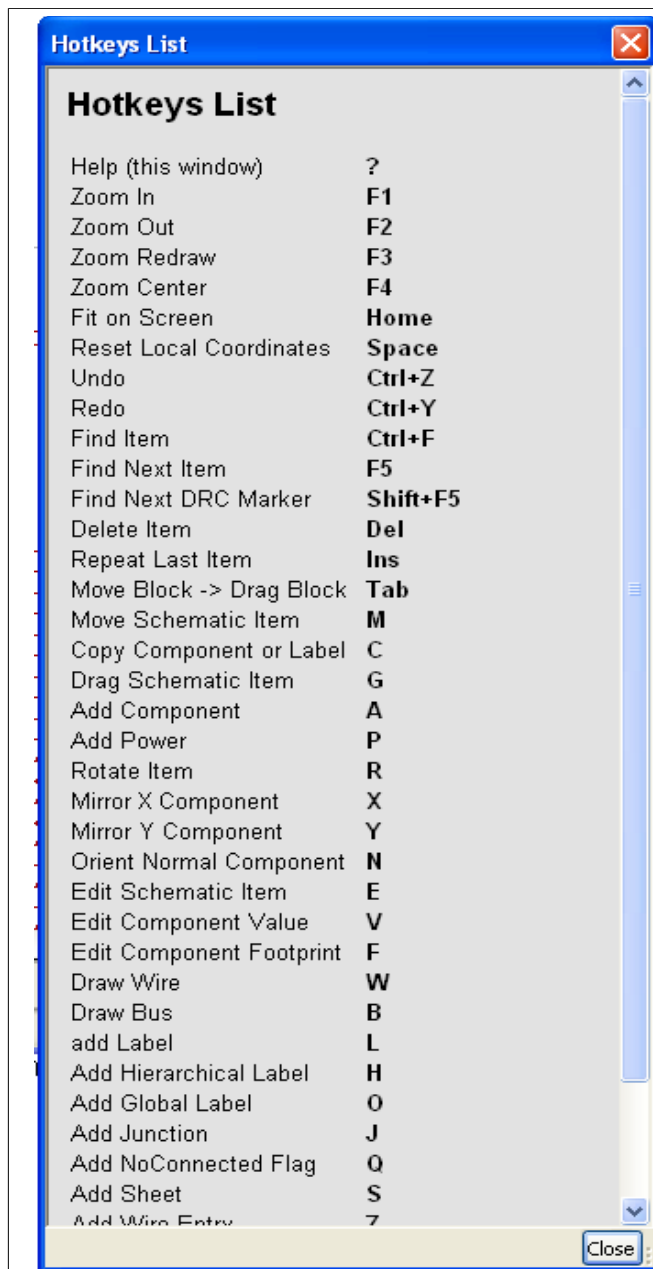 Hotkeys List
Hotkeys List
Help (this window) ?
Zoom In F1
Zoom Out F2
Zoom Redraw F3
Zoom Center F4
Fit on Screen Home
Reset Local Coordinates Space
Undo Ctrl+Z
Redo Ctrl+Y
Find Item Ctrl+F
Find Next Item F5
Find Next DRC Marker Shift+F5
Delete Item Del
Repeat Last Item Ins
Move Block -> Drag Block Tab
Move Schematic Item M
Copy Component or Label C
Drag Schematic Item G
Add Component A
Add Power P
Rotate Item R
Mirror X Component X
Mirror Y Component Y
Orient Normal Component N
Edit Schematic Item E
Edit Component Value V
Edit Component Footprint F
Draw Wire W
Draw Bus B
add Label L
Add Hierarchical Label H
Add Global Label O
Add Junction J
Add NoConnected Flag Q
Add Sheet S
Add Wire Entry Z
Close